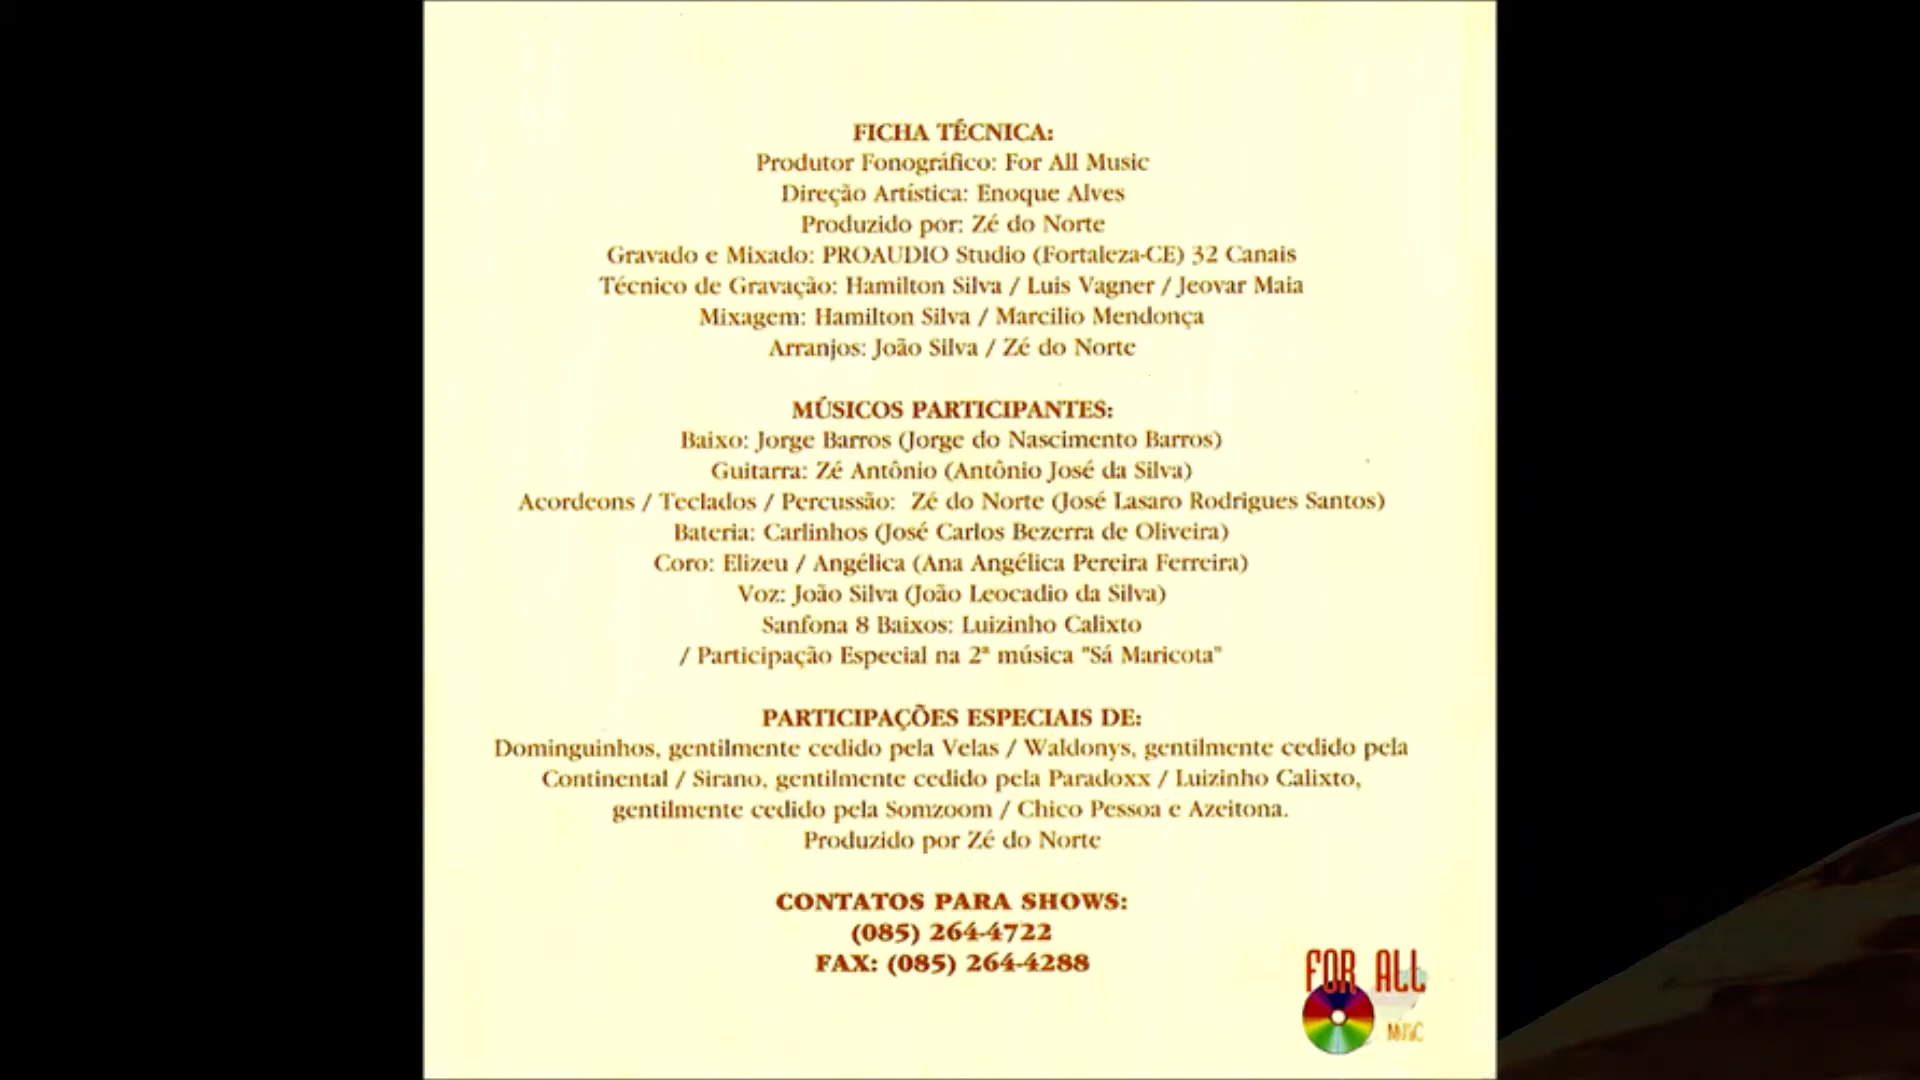 FICHA TÉCNICA:
Produtor Fonográfico: For All Music
Direção Artística: Enoque Alves
Produzido por: Zé do Norte
Gravado e Mixado: PROAUDIO Studio (Fortaleza-CE) 32 Canais
Técnico de Gravação: Hamilton Silva / Luis Vagner / Jeovar Maia
Mixagem: Hamilton Silva / Marcilio Mendonça
Arranjos: João Silva / Zé do Norte
MÚSICOS PARTICIPANTES:
Baixo: Jorge Barros (Jorge do Nascimento Barros)
Guitarra: Zé Antônio (Antônio José da Silva)
Acordeons / Teclados / Percussão: Zé do Norte (José Lasaro Rodrigues Santos)
Bateria: Carlinhos (José Carlos Bezerra de Oliveira)
Coro: Elizeu / Angélica (Ana Angélica Pereira Ferreira)
Voz: João Silva (João Leocadio da Silva)
Sanfona 8 Baixos: Luizinho Calixto
/ Participação Especial na 2ª música "Sá Maricota"
PARTICIPAÇÕES ESPECIAIS DE:
Dominguinhos, gentilmente cedido pela Velas / Waldonys, gentilmente cedido pela
Continental / Sirano, gentilmente cedido pela Paradoxx / Luizinho Calixto,
gentilmente cedido pela Somzoom / Chico Pessoa e Azeitona.
Produzido por Zé do Norte
CONTATOS PARA SHOWS:
(085) 264-4722
FAX: (085) 264-4288
FOR ALL
MUSIC